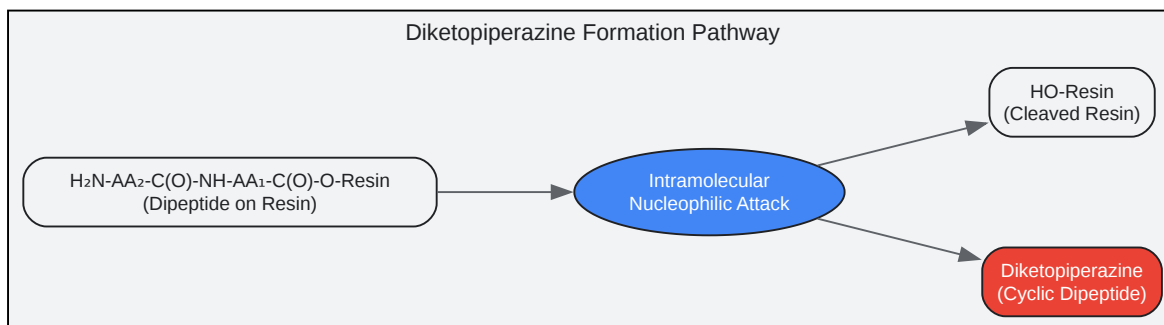 Diketopiperazine Formation Pathway
H₂N-AA₂-C(O)-NH-AA₁-C(O)-O-Resin
(Dipeptide on Resin)
Intramolecular
Nucleophilic Attack
HO-Resin
(Cleaved Resin)
Diketopiperazine
(Cyclic Dipeptide)